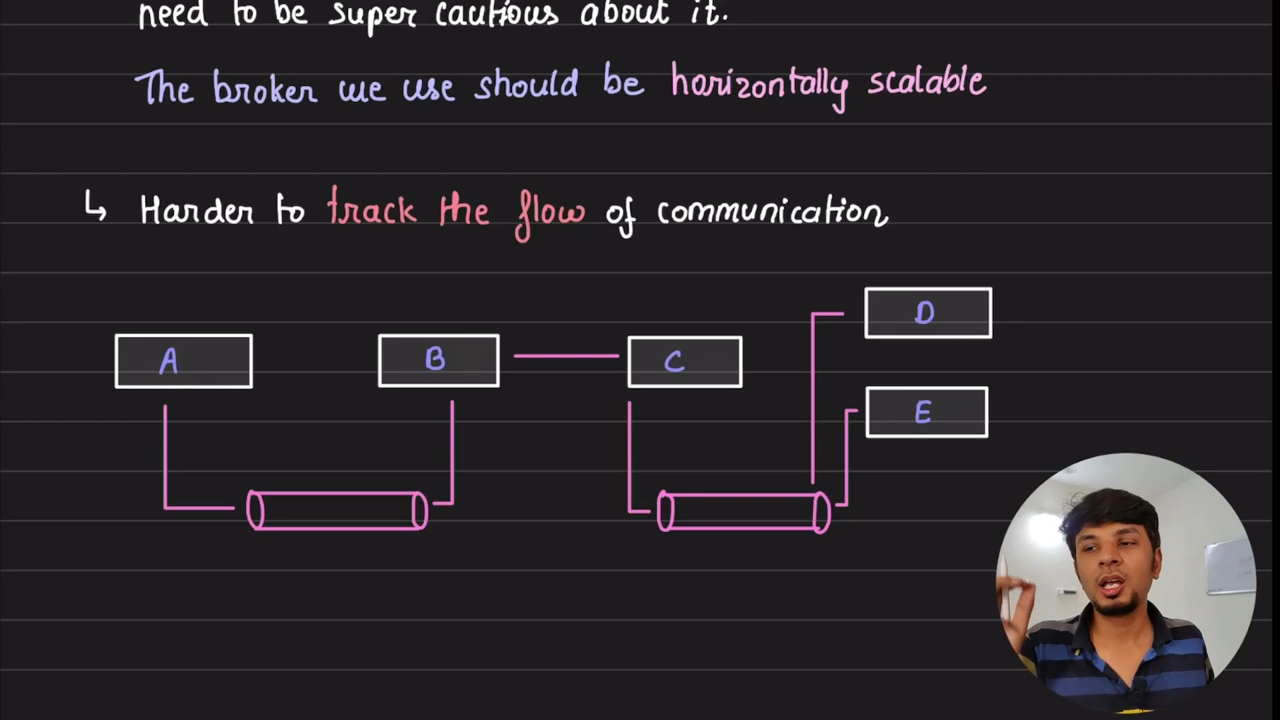 need to be super cautious about it.
The broker we use should be horizontally scalable
↳ Harder to track the flow of communication
D
A B C
E